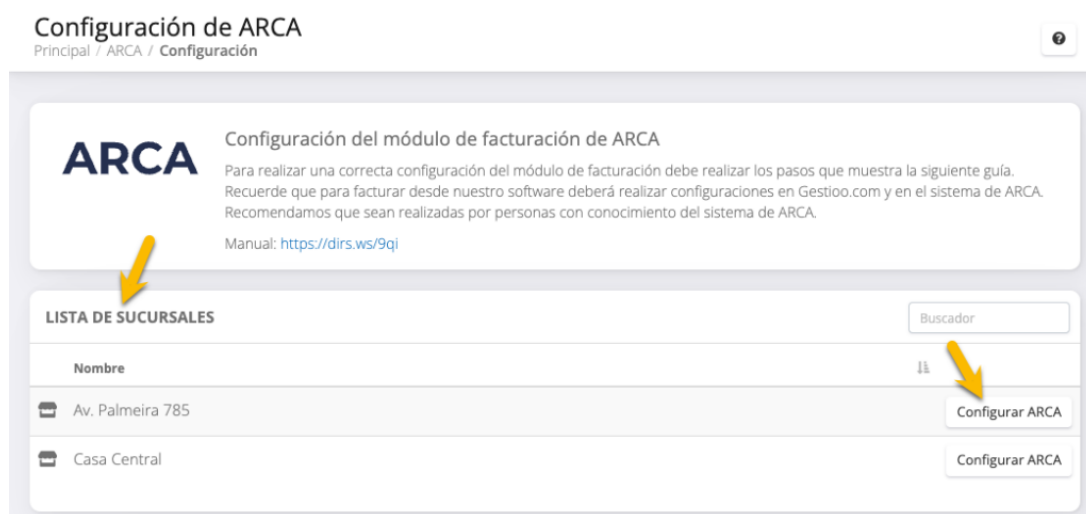 Configuración de ARCA
Principal / ARCA / Configuración
ARCA
Configuración del módulo de facturación de ARCA
Para realizar una correcta configuración del módulo de facturación debe realizar los pasos que muestra la siguiente guía.
Recuerde que para facturar desde nuestro software deberá realizar configuraciones en Gestioo.com y en el sistema de ARCA.
Recomendamos que sean realizadas por personas con conocimiento del sistema de ARCA.
Manual: https://dirs.ws/9qi
LISTA DE SUCURSALES
Buscador
Nombre
Av. Palmeira 785
Configurar ARCA
Casa Central
Configurar ARCA